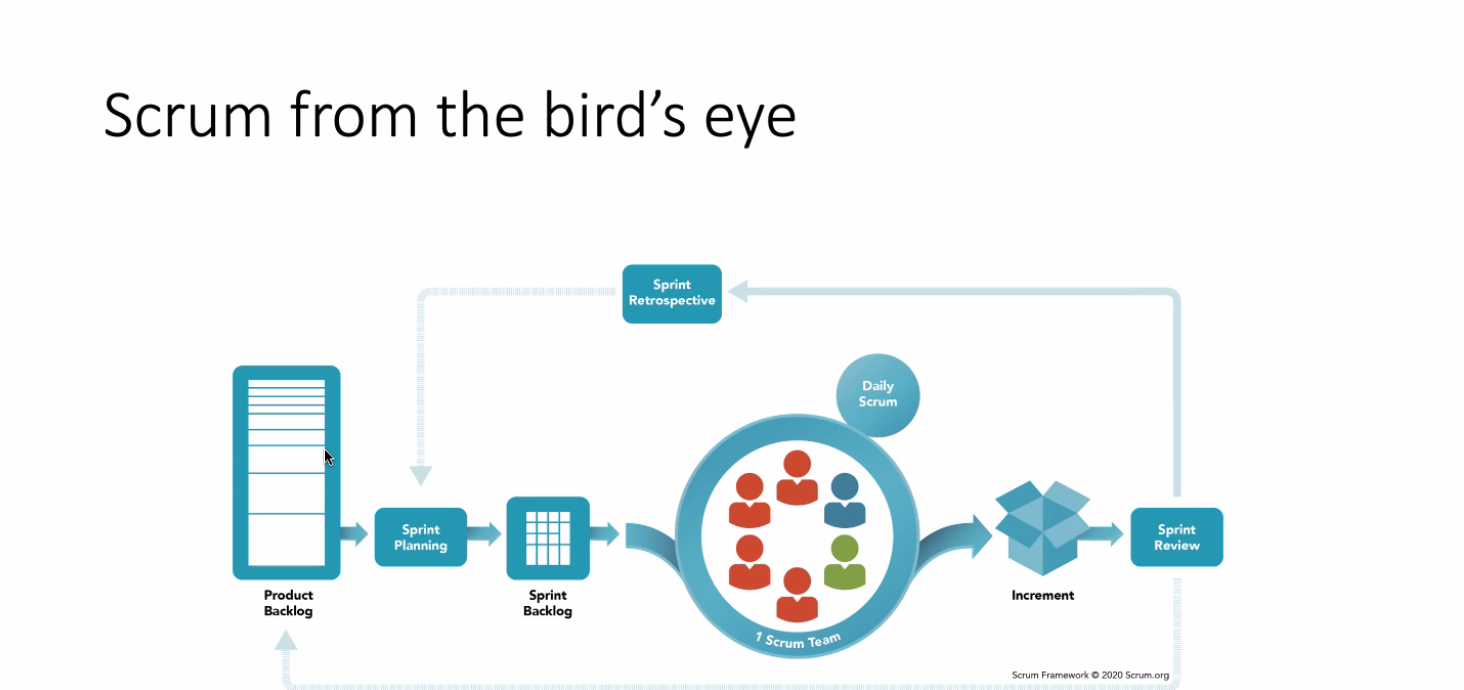 Scrum from the bird’s eye
Sprint
Retrospective
Daily
Scrum
Sprint
Planning
Sprint
Review
Product
Backlog
Sprint
Backlog
Increment
1 Scrum Team
Scrum Framework © 2020 Scrum.org